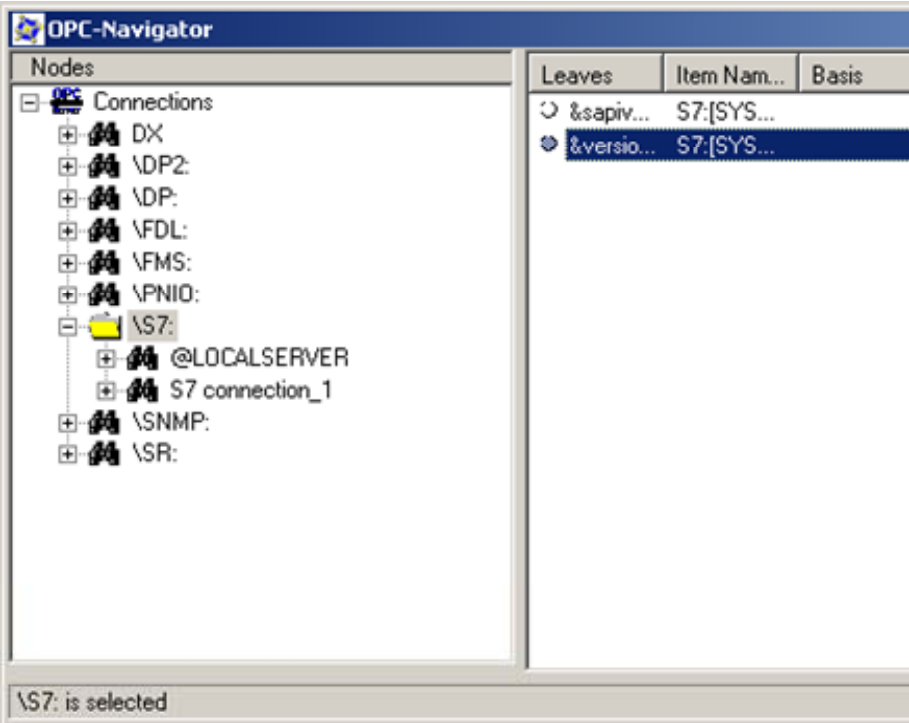 OPC-Navigator
Nodes
Connections
DX
\DP2:
\DP:
\FDL:
\FMS:
\PNIO:
\S7:
@LOCALSERVER
S7 connection_1
\SNMP:
\SR:
Leaves Item Nam... Basis
&sapiv... S7:[SYS...
&versio... S7:[SYS...
\S7: is selected